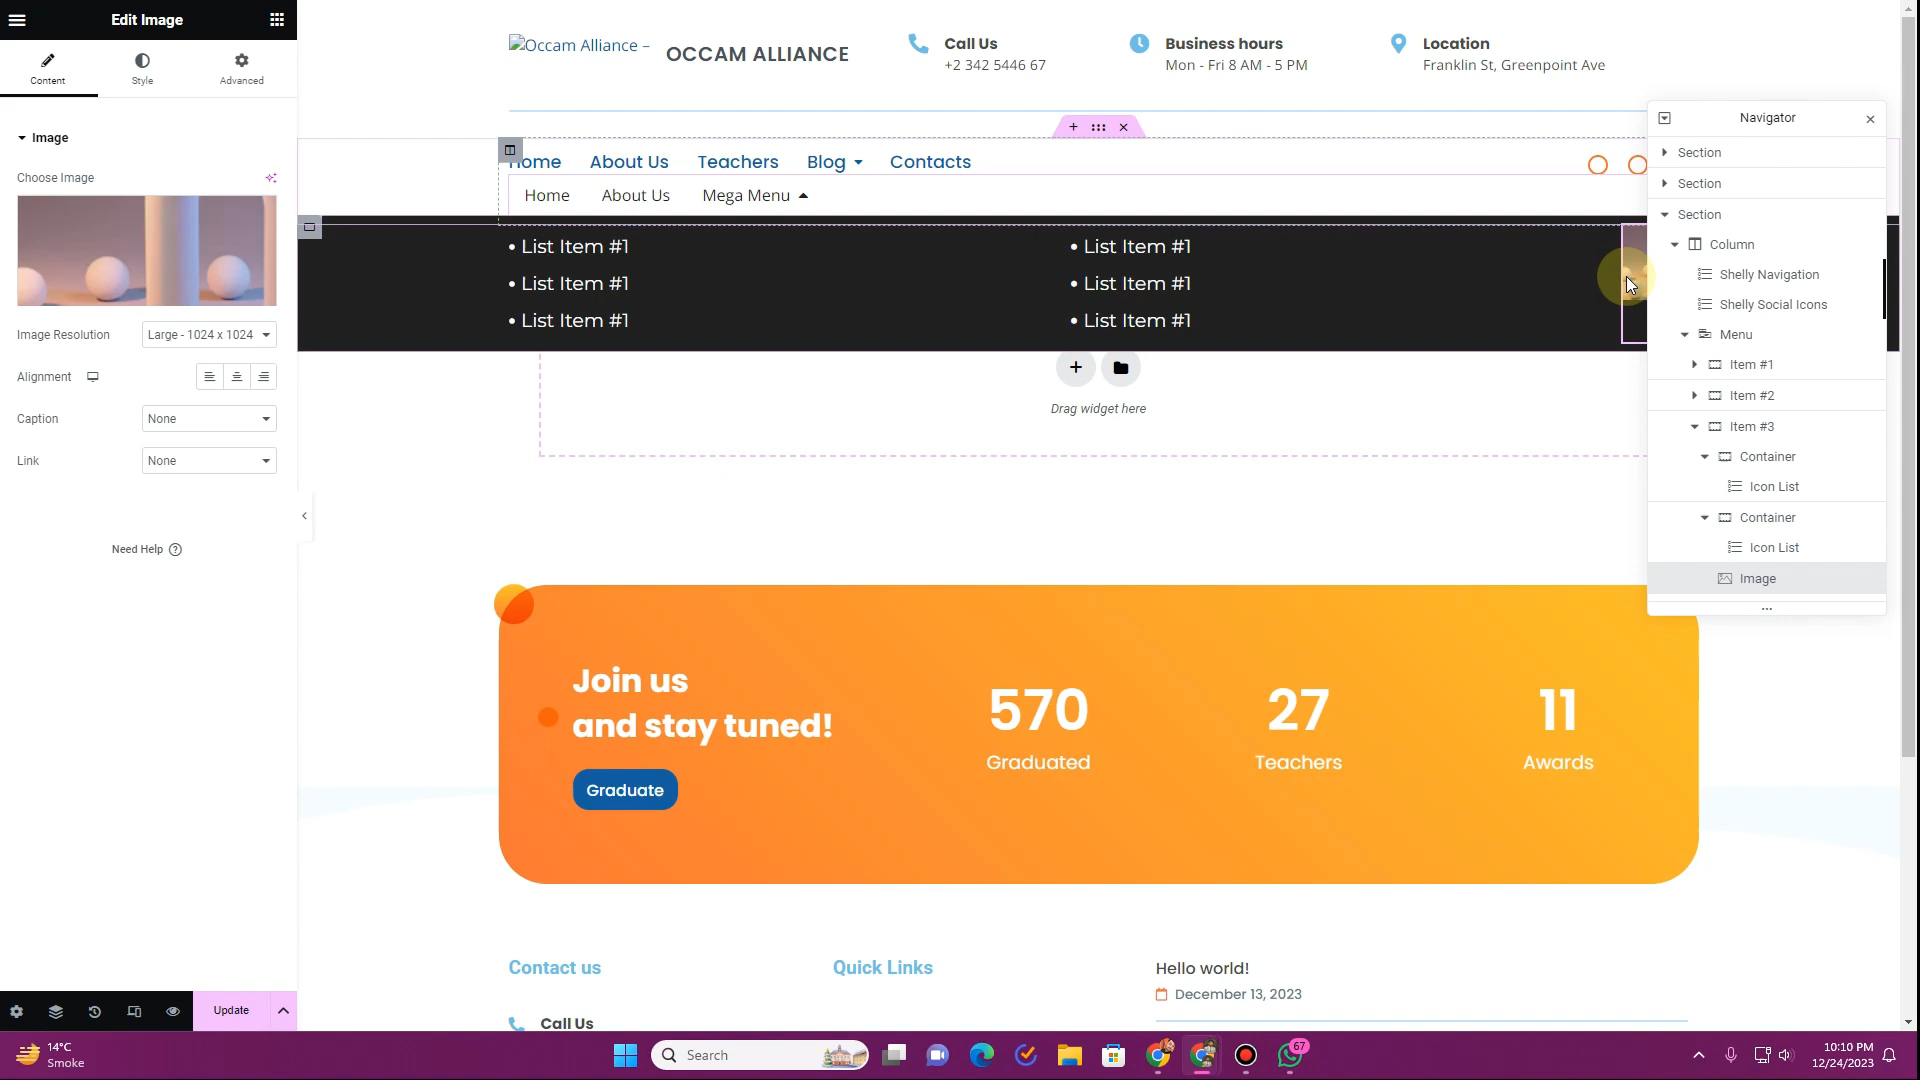 Edit Image
Content
Style
Advanced
Image
Choose Image
Image Resolution
Large - 1024 x 1024
Alignment
Caption
None
Link
None
Need Help
Update
Occam Alliance –
OCCAM ALLIANCE
Call Us
+2 342 5446 67
Business hours
Mon - Fri 8 AM - 5 PM
Location
Franklin St, Greenpoint Ave
Home About Us Teachers Blog Contacts
Home About Us Mega Menu
• List Item #1
• List Item #1
• List Item #1
• List Item #1
• List Item #1
• List Item #1
Drag widget here
Navigator
Section
Section
Section
Column
Shelly Navigation
Shelly Social Icons
Menu
Item #1
Item #2
Item #3
Container
Icon List
Container
Icon List
Image
Join us
and stay tuned!
Graduate
570
Graduated
27
Teachers
11
Awards
Contact us
Call Us
Quick Links
Hello world!
December 13, 2023
14°C
Smoke
Search
67
10:10 PM
12/24/2023